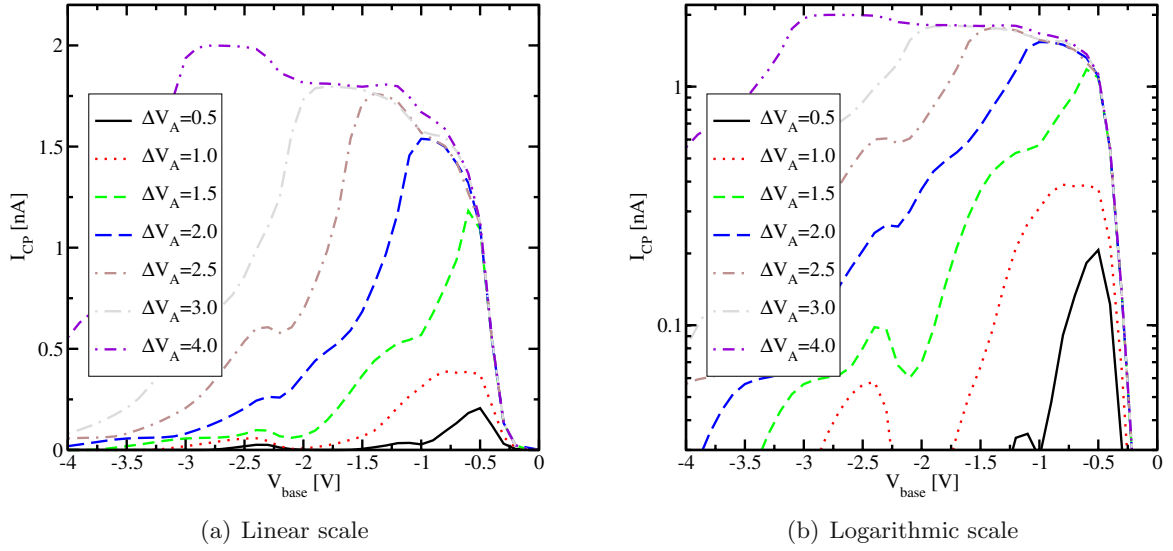 2
1.5
1
0.5
0
I_CP [nA]
ΔV_A=0.5
ΔV_A=1.0
ΔV_A=1.5
ΔV_A=2.0
ΔV_A=2.5
ΔV_A=3.0
ΔV_A=4.0
-4 -3.5 -3 -2.5 -2 -1.5 -1 -0.5 0
V_base [V]
(a) Linear scale
1
0.1
I_CP [nA]
ΔV_A=0.5
ΔV_A=1.0
ΔV_A=1.5
ΔV_A=2.0
ΔV_A=2.5
ΔV_A=3.0
ΔV_A=4.0
-4 -3.5 -3 -2.5 -2 -1.5 -1 -0.5 0
V_base [V]
(b) Logarithmic scale